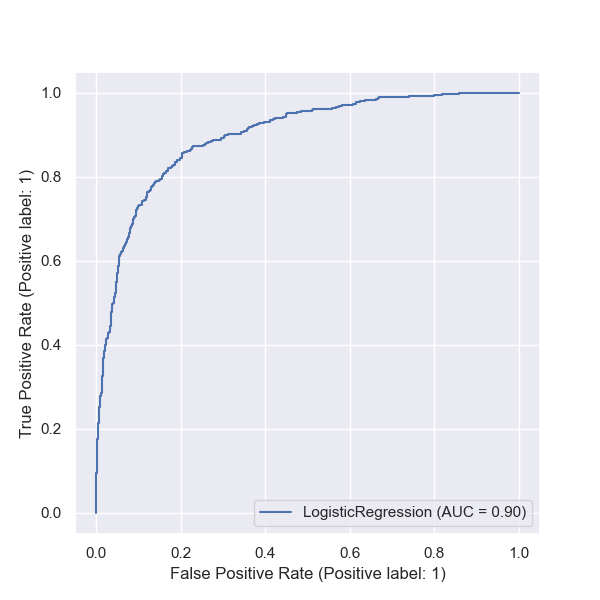 1.0
0.8
0.6
0.4
0.2
0.0
True Positive Rate (Positive label: 1)
LogisticRegression (AUC = 0.90)
0.0 0.2 0.4 0.6 0.8 1.0
False Positive Rate (Positive label: 1)